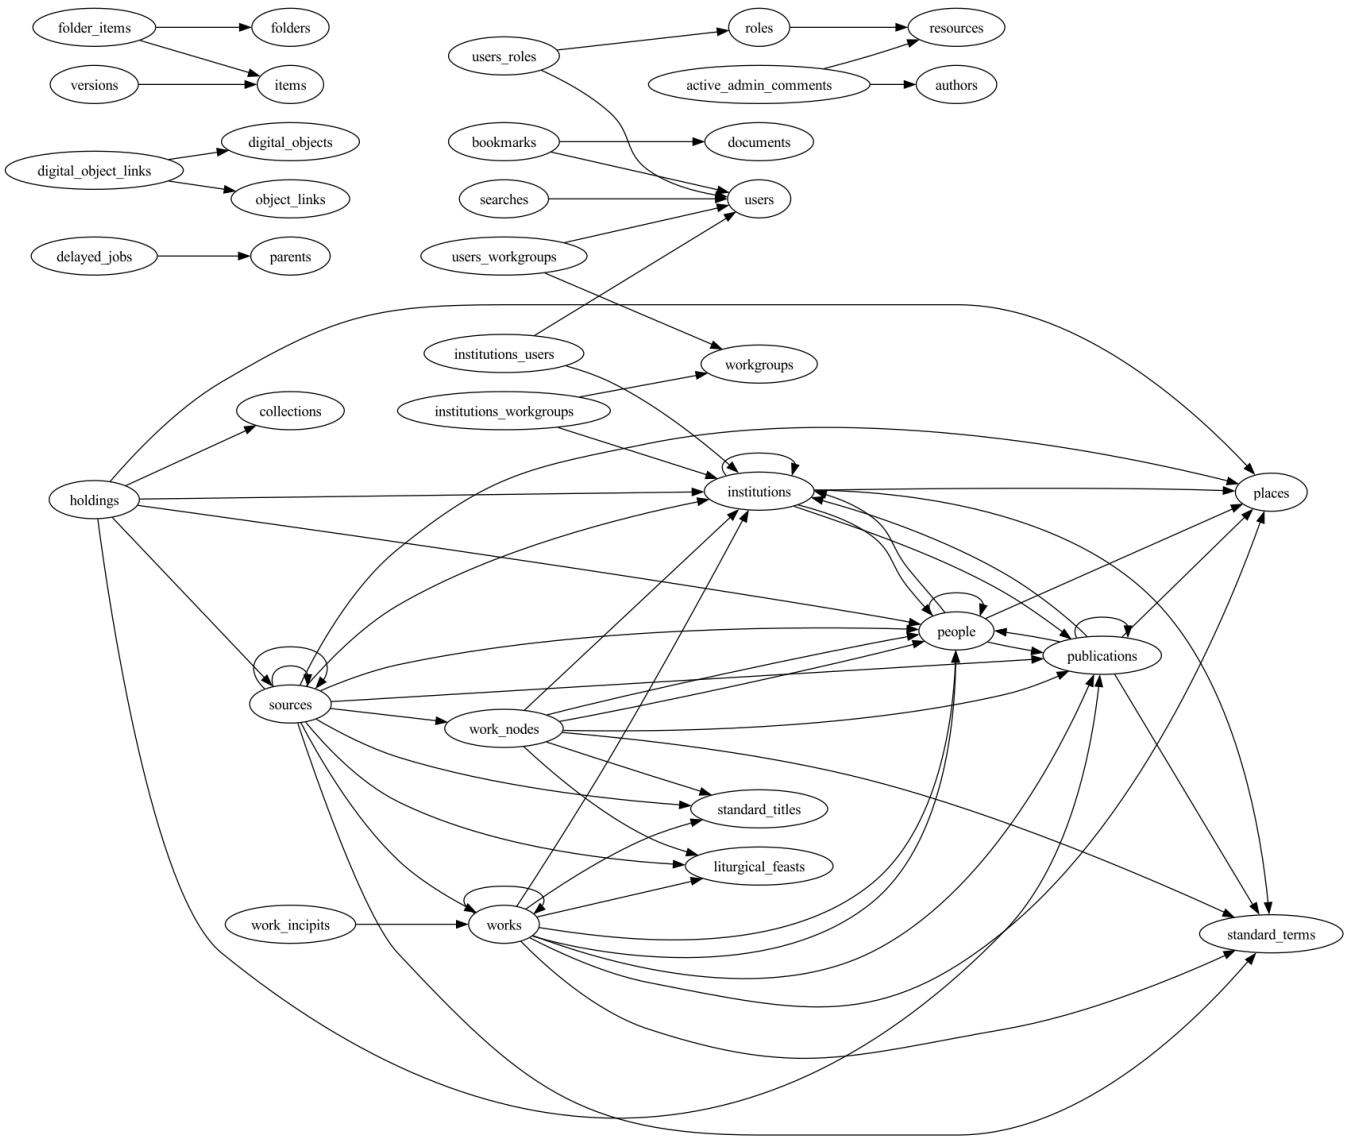 folder_items
folders
roles
resources
users_roles
versions
items
active_admin_comments
authors
digital_objects
bookmarks
documents
digital_object_links
object_links
searches
users
delayed_jobs
parents
users_workgroups
institutions_users
workgroups
collections
institutions_workgroups
holdings
institutions
places
people
publications
sources
work_nodes
standard_titles
liturgical_feasts
work_incipits
works
standard_terms